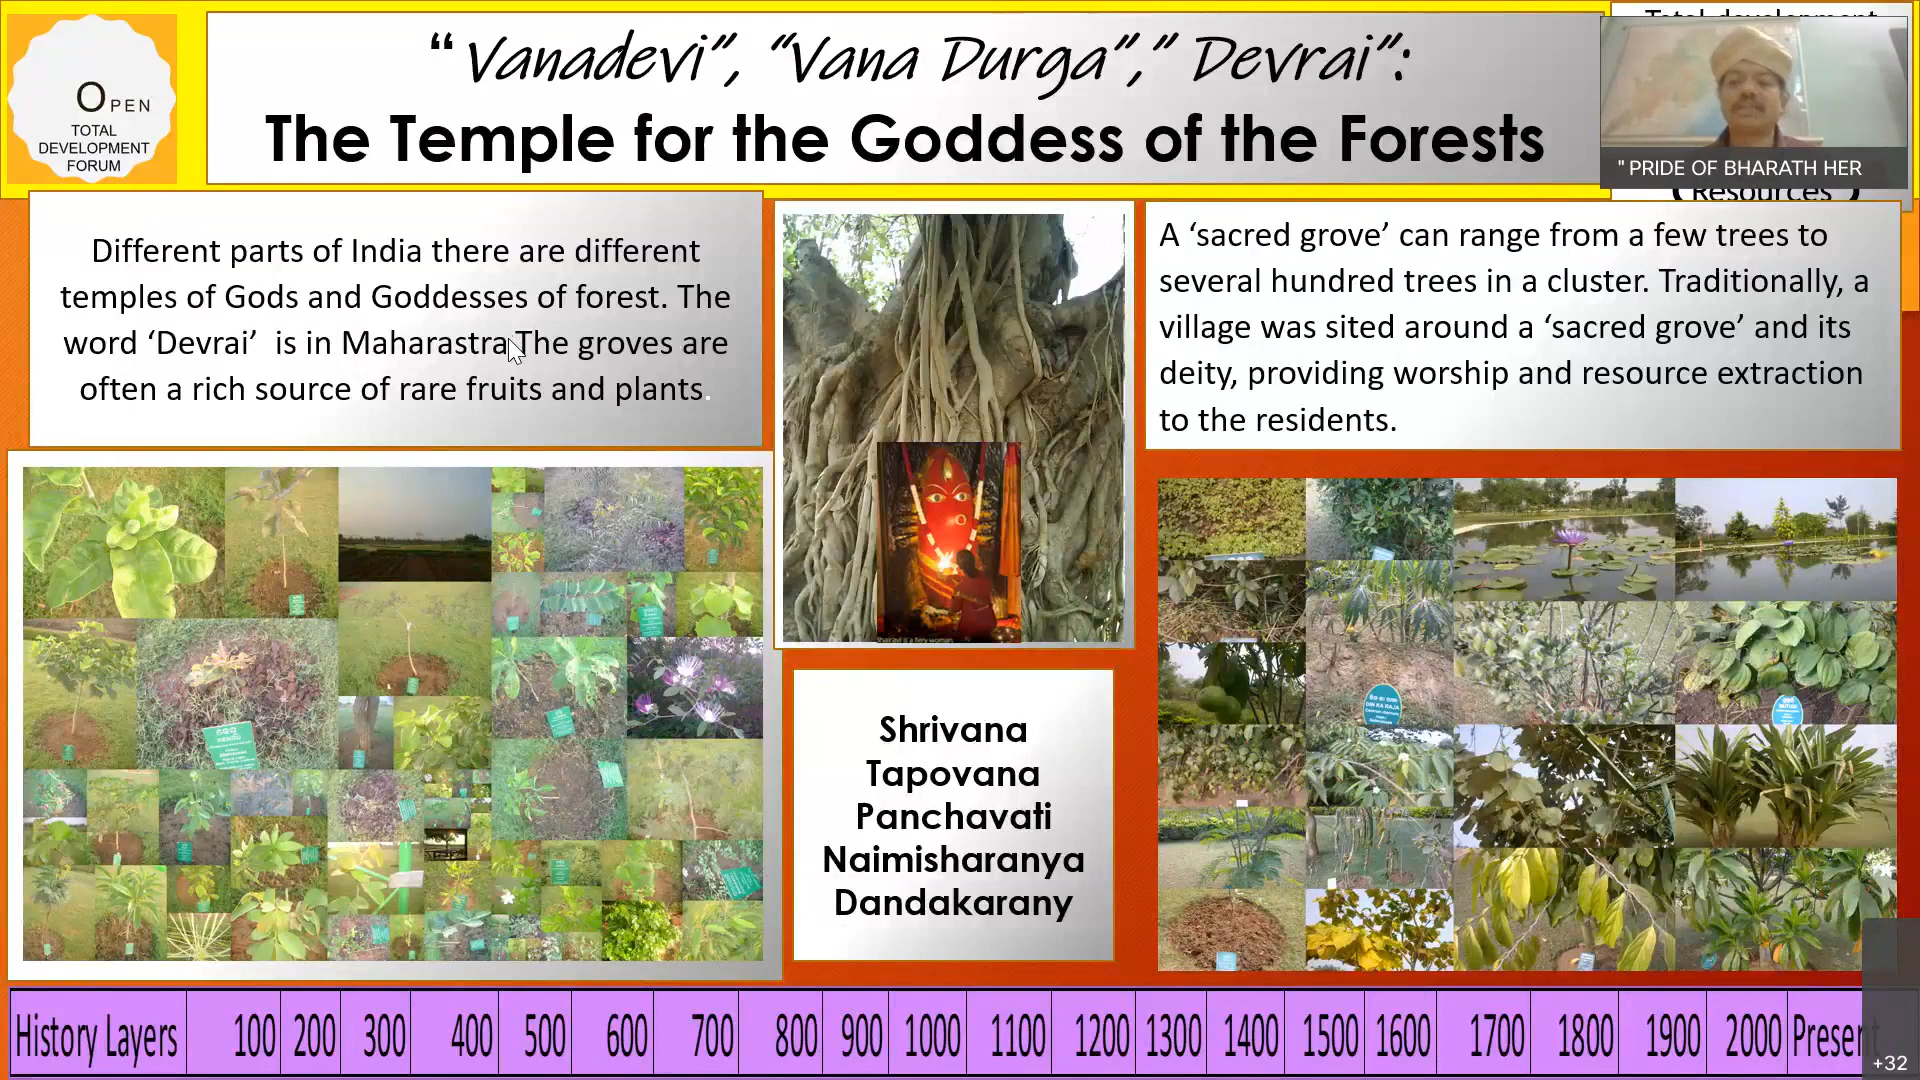 “ Vanadevi”, “Vana Durga”,” Devrai”:
The Temple for the Goddess of the Forests
OPEN
TOTAL
DEVELOPMENT
FORUM
" PRIDE OF BHARATH HER
Resources
Different parts of India there are different
temples of Gods and Goddesses of forest. The
word ‘Devrai’ is in Maharastra.The groves are
often a rich source of rare fruits and plants.
A ‘sacred grove’ can range from a few trees to
several hundred trees in a cluster. Traditionally, a
village was sited around a ‘sacred grove’ and its
deity, providing worship and resource extraction
to the residents.
Shrivana
Tapovana
Panchavati
Naimisharanya
Dandakarany
History Layers 100 200 300 400 500 600 700 800 900 1000 1100 1200 1300 1400 1500 1600 1700 1800 1900 2000 Present
+32